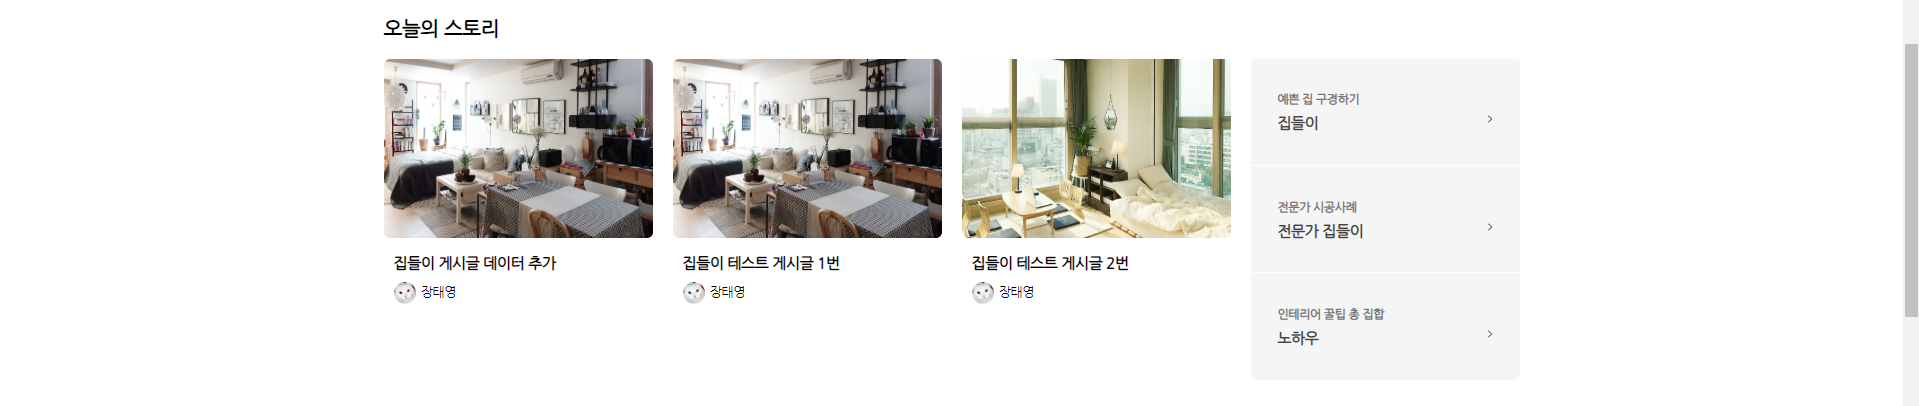 오늘의 스토리
집들이 게시글 데이터 추가
장태영
집들이 테스트 게시글 1번
장태영
집들이 테스트 게시글 2번
장태영
예쁜 집 구경하기
집들이
전문가 시공사례
전문가 집들이
인테리어 꿀팁 총 집합
노하우